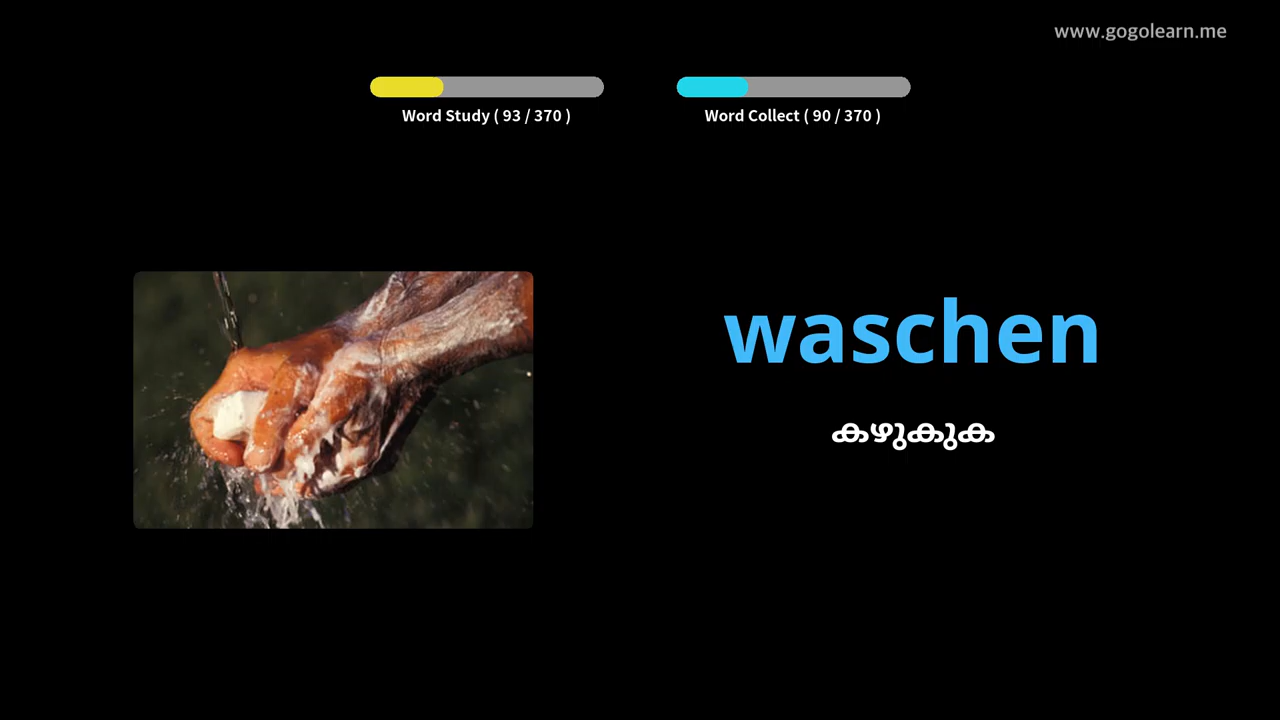 www.gogolearn.me
Word Study ( 93 / 370 )
Word Collect ( 90 / 370 )
waschen
കഴുകുക